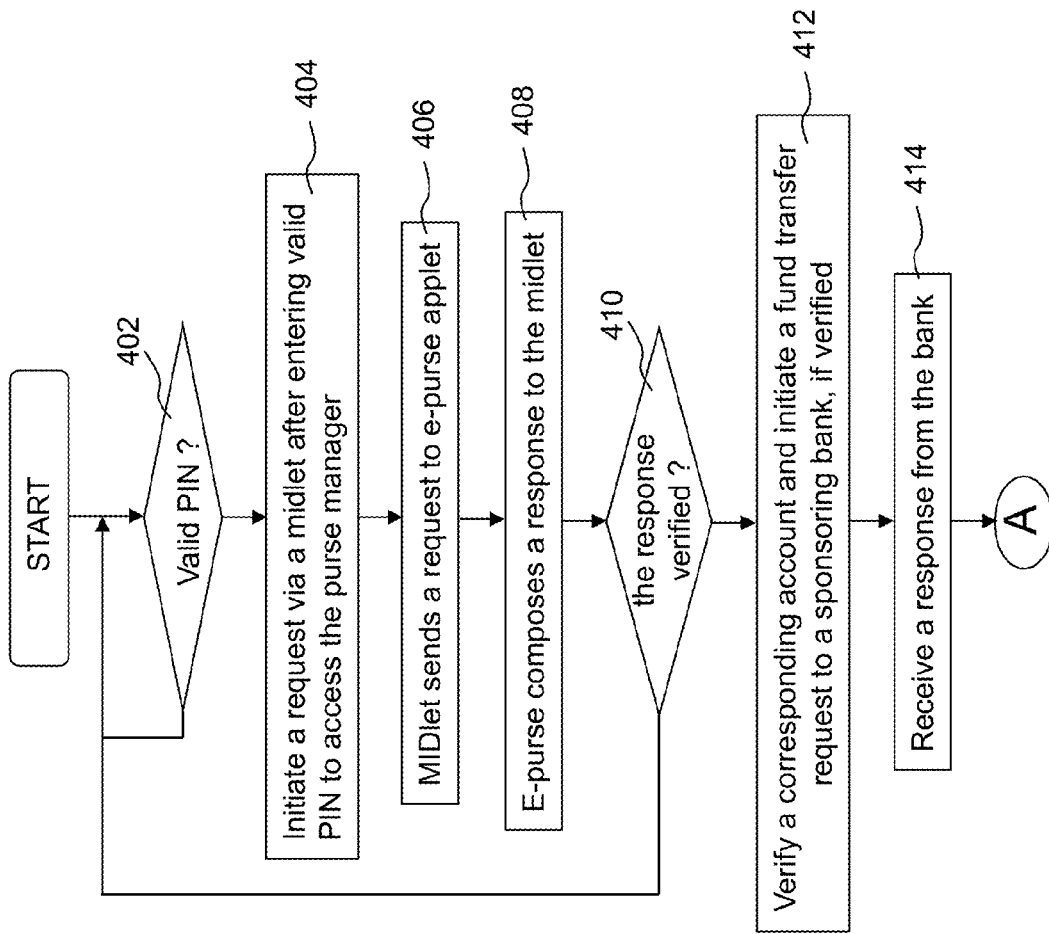 START
402
Valid PIN ?
404
Initiate a request via a midlet after entering valid
PIN to access the purse manager
406
MIDlet sends a request to e-purse applet
408
E-purse composes a response to the midlet
410
the response
verified ?
412
Verify a corresponding account and initiate a fund transfer
request to a sponsoring bank, if verified
414
Receive a response from the bank
A